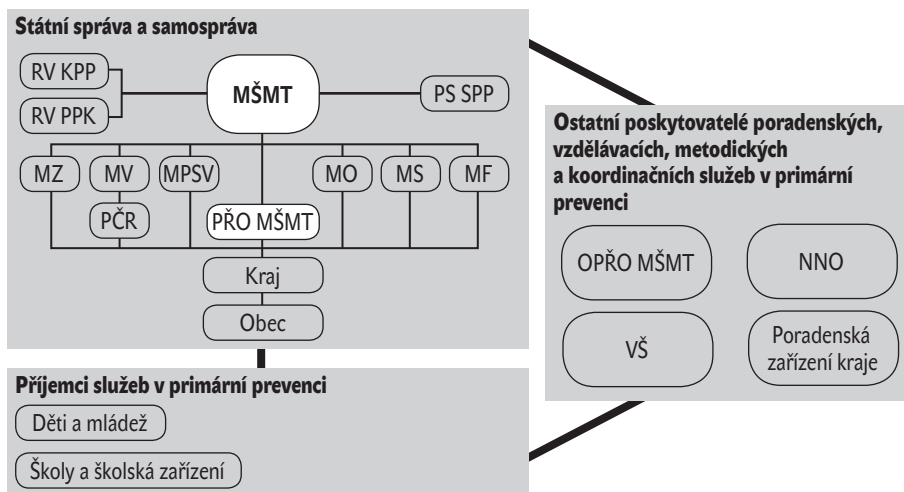 Státní správa a samospráva
RV KPP
RV PPK
MŠMT
PS SPP
MZ
MV
MPSV
MO
MS
MF
PČR
PŘO MŠMT
Kraj
Obec
Příjemci služeb v primární prevenci
Děti a mládež
Školy a školská zařízení
Ostatní poskytovatelé poradenských,
vzdělávacích, metodických
a koordinačních služeb v primární
prevenci
OPŘO MŠMT
NNO
VŠ
Poradenská
zařízení kraje